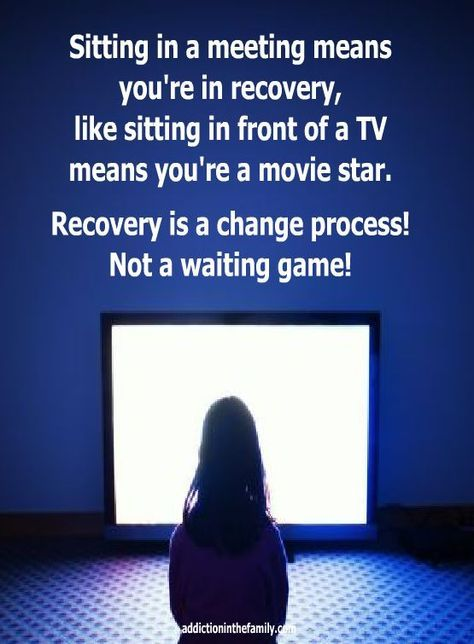 Sitting in a meeting means
you're in recovery,
like sitting in front of a TV
means you're a movie star.
Recovery is a change process!
Not a waiting game!
addictioninthefamily.com